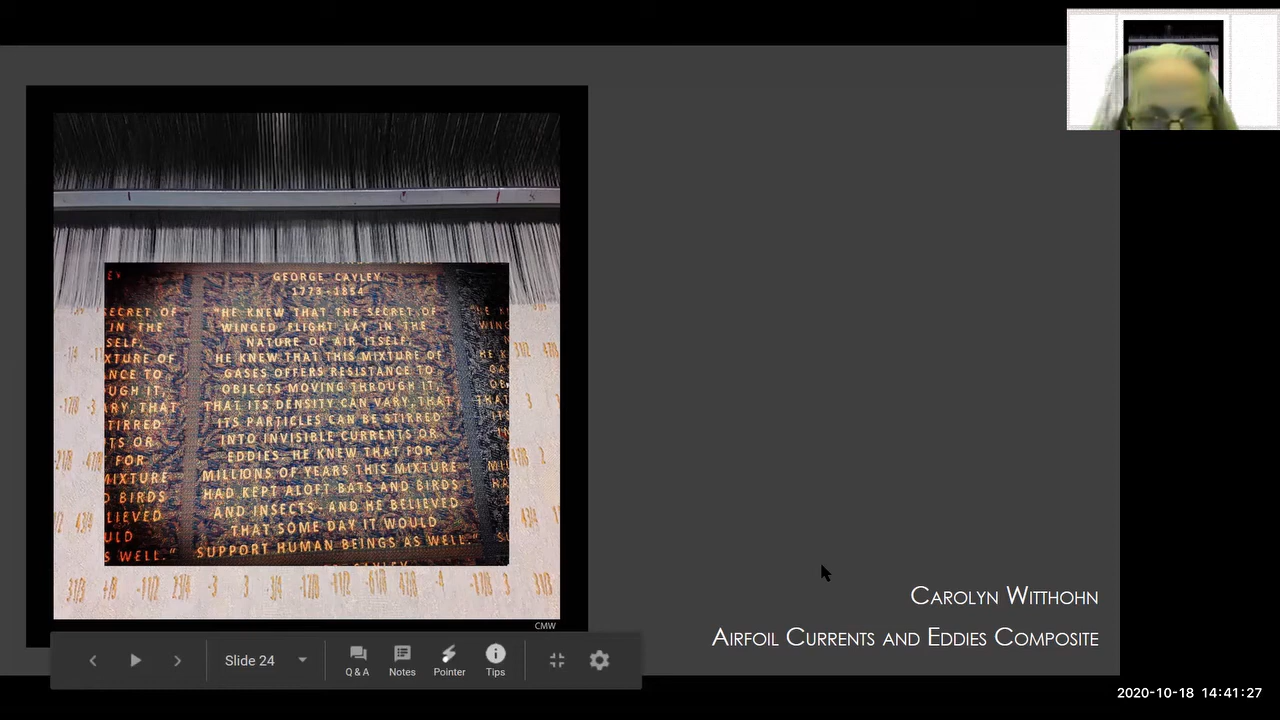 GEORGE CAYLEY
1773-1854
"HE KNEW THAT THE SECRET OF
WINGED FLIGHT LAY IN THE
NATURE OF AIR ITSELF.
HE KNEW THAT THIS MIXTURE OF
GASES OFFERS RESISTANCE TO
OBJECTS MOVING THROUGH IT,
THAT ITS DENSITY CAN VARY, THAT
ITS PARTICLES CAN BE STIRRED
INTO INVISIBLE CURRENTS OR
EDDIES. HE KNEW THAT FOR
MILLIONS OF YEARS THIS MIXTURE
HAD KEPT ALOFT BATS AND BIRDS
AND INSECTS - AND HE BELIEVED
THAT SOME DAY IT WOULD
SUPPORT HUMAN BEINGS AS WELL."
CMW
CAROLYN WITTHOHN
AIRFOIL CURRENTS AND EDDIES COMPOSITE
Slide 24
Q & A
Notes
Pointer
Tips
2020-10-18 14:41:27